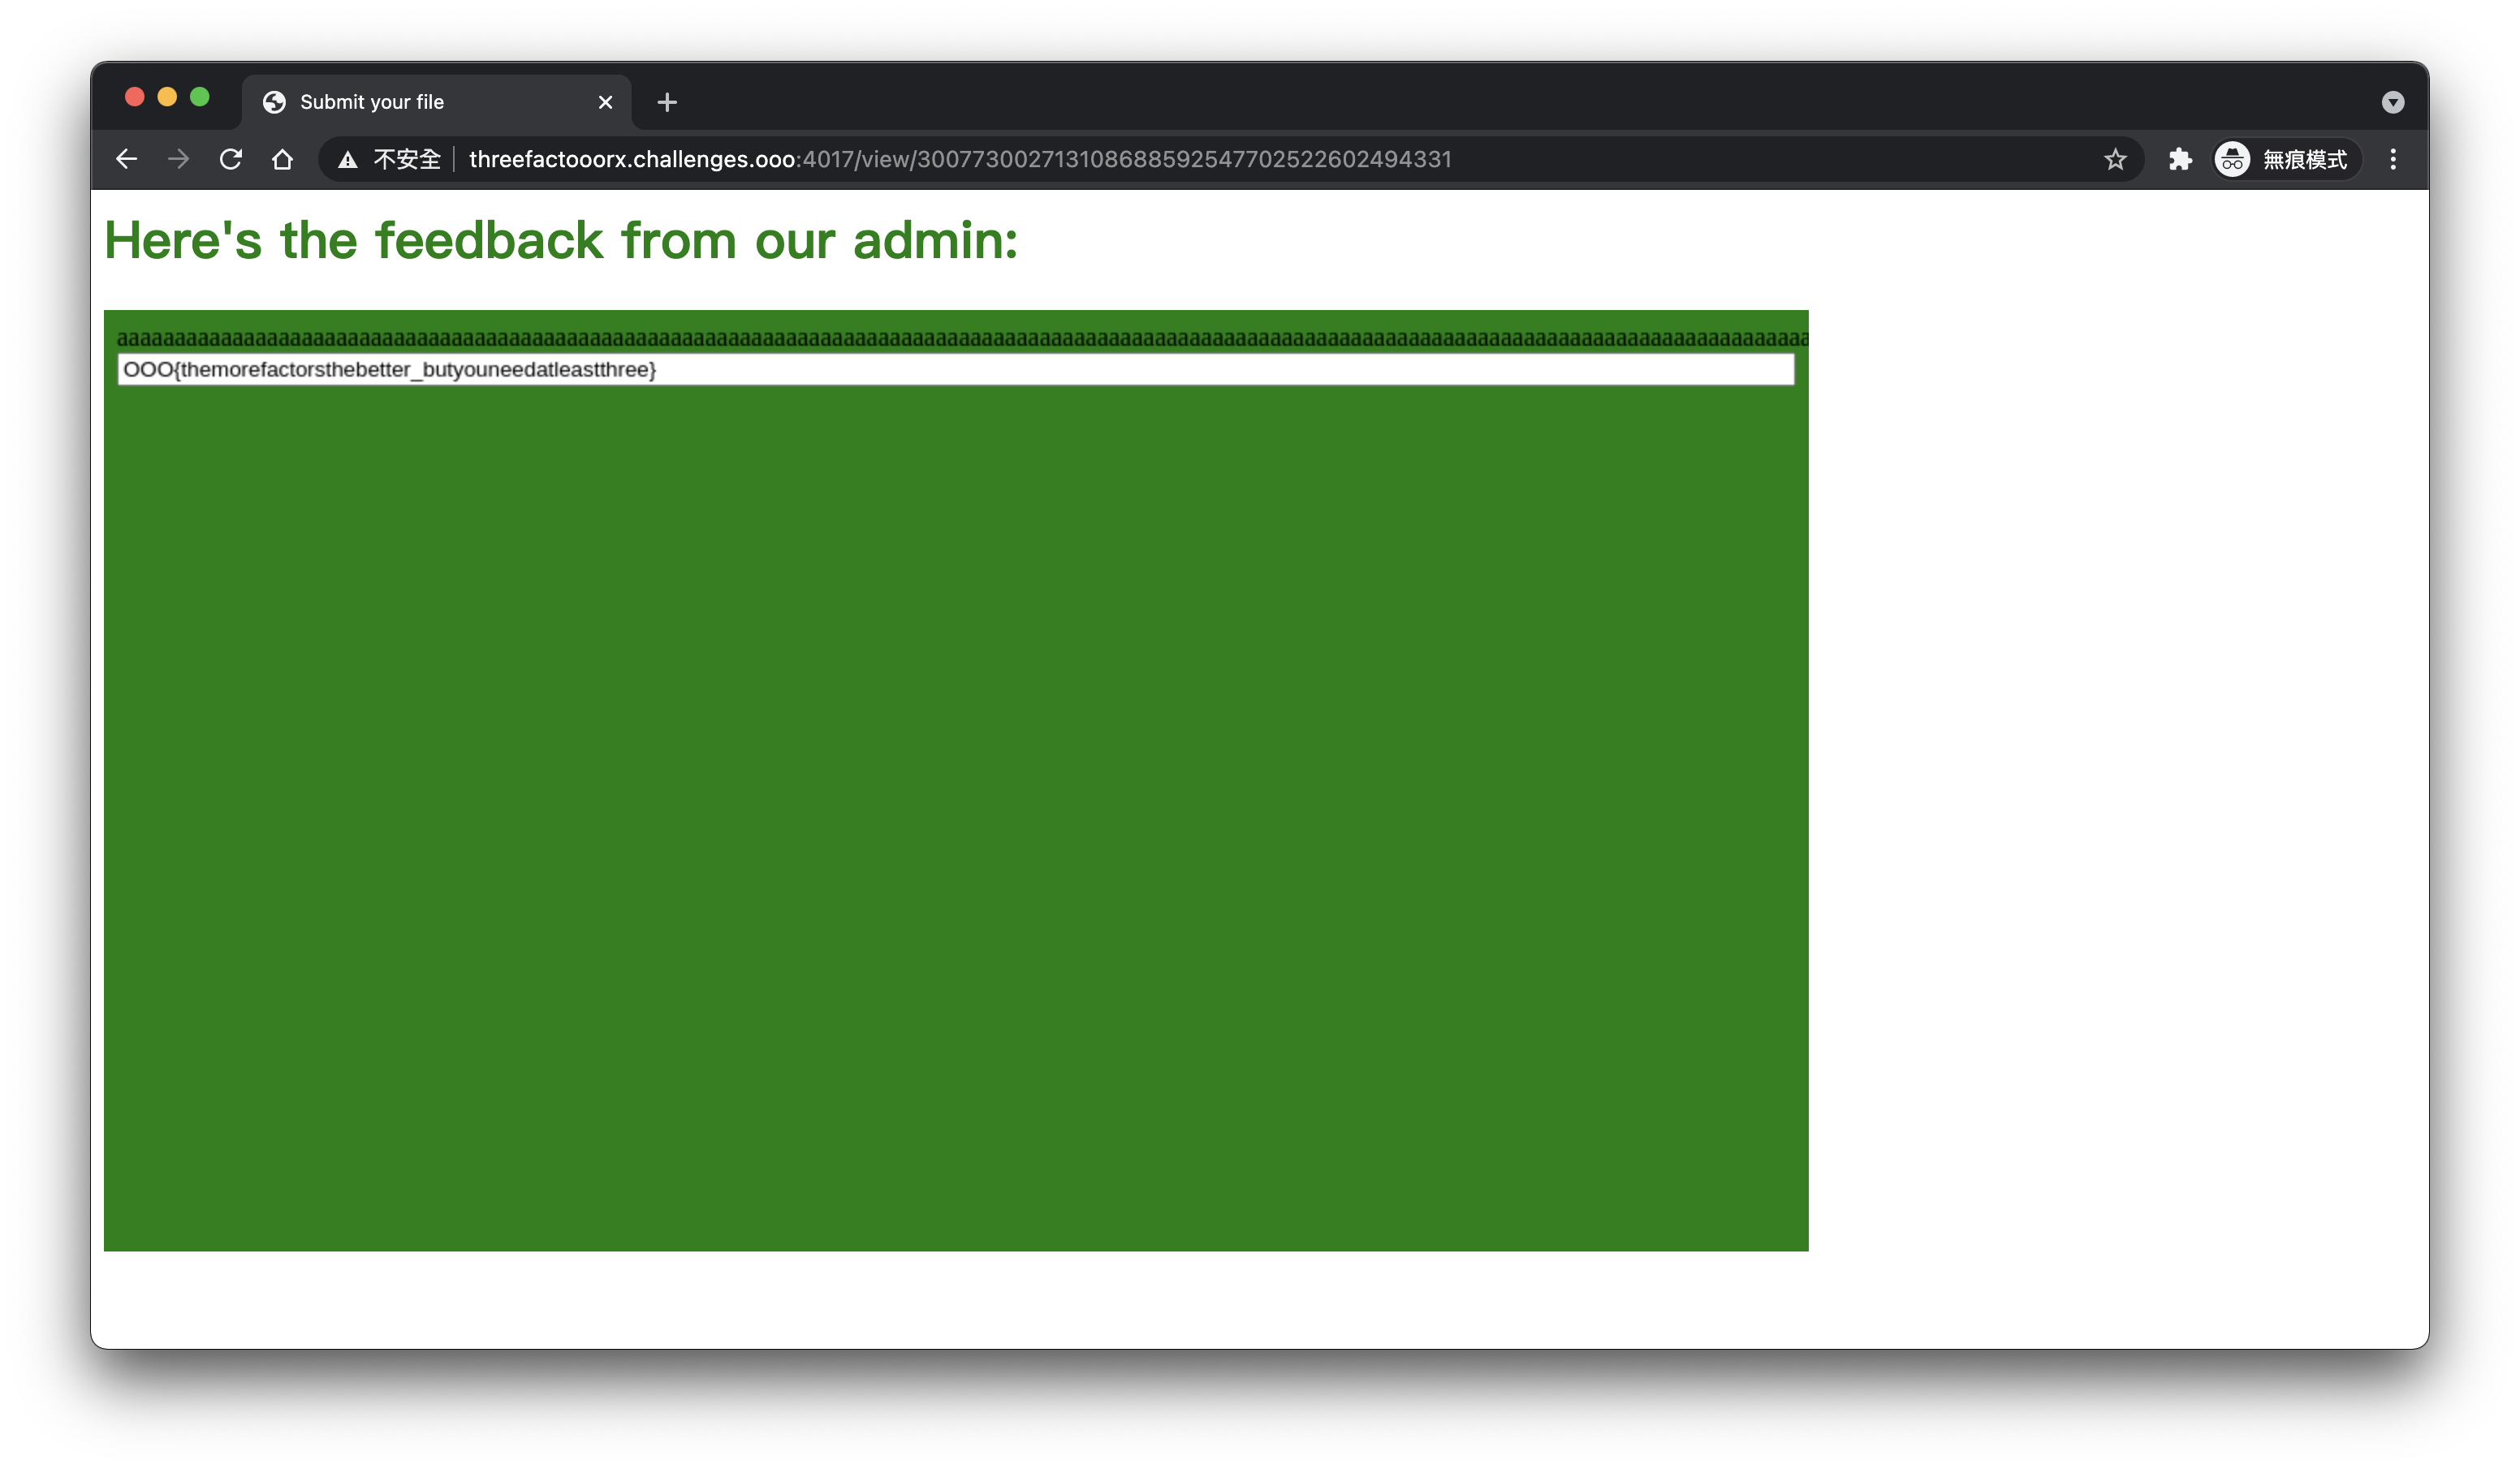 Submit your file
不安全 threefactooorx.challenges.ooo:4017/view/300773002713108688592547702522602494331
無痕模式
Here's the feedback from our admin:
OOO{themorefactorsthebetter_butyouneedatleastthree}